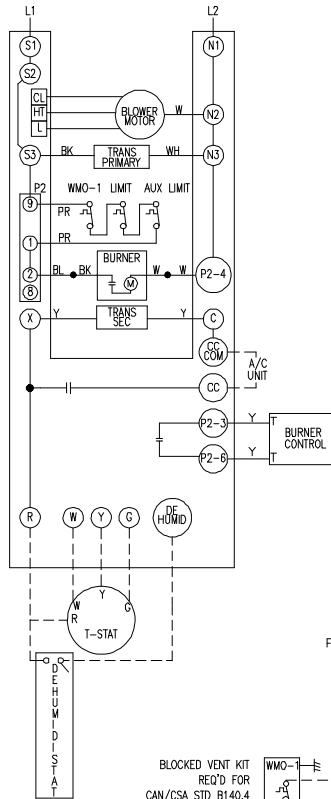 L1 L2
S1 N1
S2
CL
HT BLOWER MOTOR W N2
L
S3 BK TRANS PRIMARY WH N3
P2 WMO-1 LIMIT AUX LIMIT
9 PR
1 PR
BURNER
2 BL BK M W W P2-4
8
X Y TRANS SEC Y C
CC COM
A/C UNIT
CC
P2-3 Y T
BURNER CONTROL
P2-6 Y T
R W Y G DE HUMID
W Y G
R
T-STAT
F
DEHUMIDISTAT
BLOCKED VENT KIT WMO-1
REQ'D FOR
CAN/CSA STD B140.4